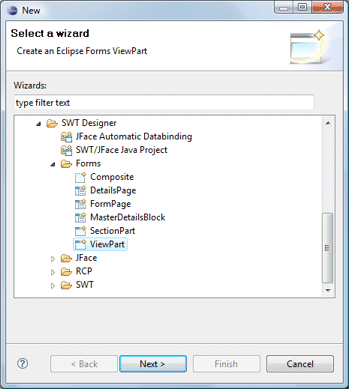 New
Select a wizard
Create an Eclipse Forms ViewPart
Wizards:
type filter text
SWT Designer
JFace Automatic Databinding
SWT/JFace Java Project
Forms
Composite
DetailsPage
FormPage
MasterDetailsBlock
SectionPart
ViewPart
JFace
RCP
SWT
? < Back Next > Finish Cancel